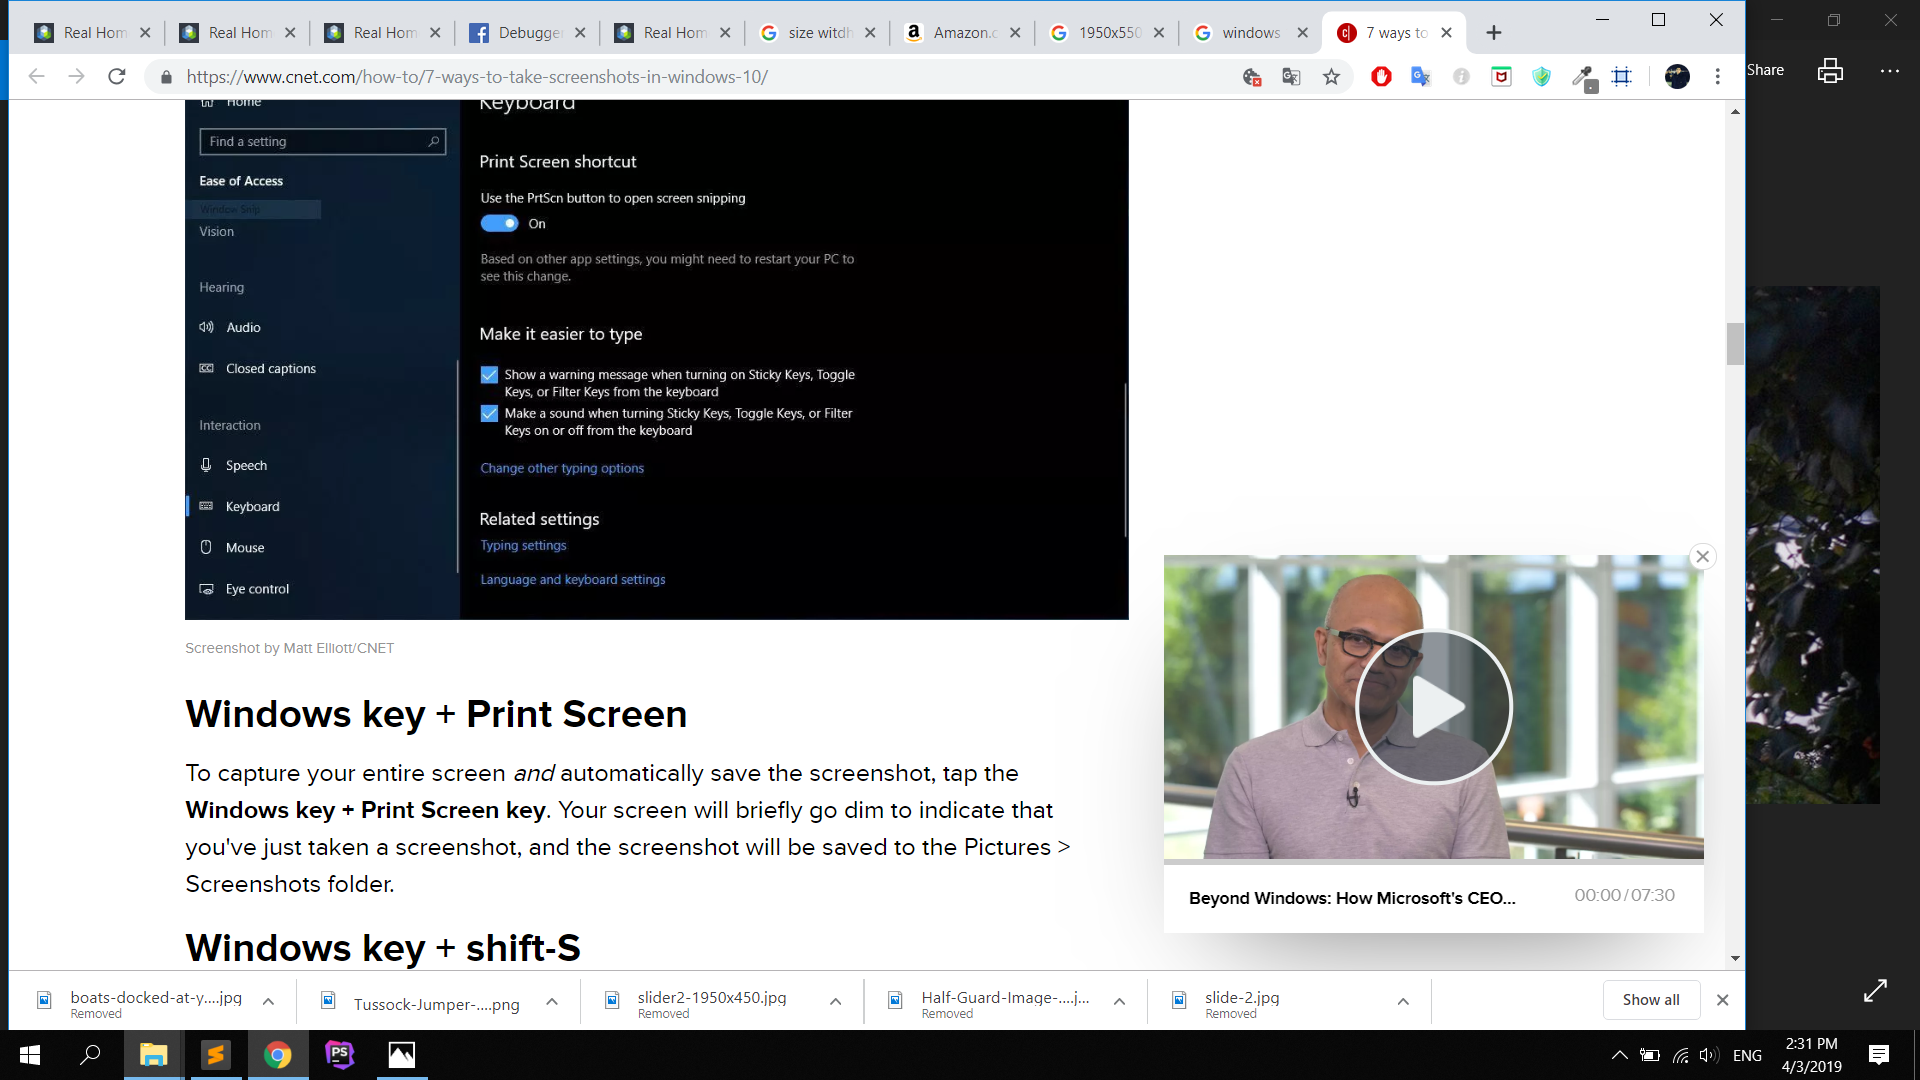 Real Hom
Real Hom
Real Hom
Debugge
Real Hom
size witdh
Amazon.c
1950x550
windows
7 ways to
https://www.cnet.com/how-to/7-ways-to-take-screenshots-in-windows-10/
Share
Home
Find a setting
Ease of Access
Window Snip
Vision
Hearing
Audio
Closed captions
Interaction
Speech
Keyboard
Mouse
Eye control
Keyboard
Print Screen shortcut
Use the PrtScn button to open screen snipping
On
Based on other app settings, you might need to restart your PC to
see this change.
Make it easier to type
Show a warning message when turning on Sticky Keys, Toggle
Keys, or Filter Keys from the keyboard
Make a sound when turning Sticky Keys, Toggle Keys, or Filter
Keys on or off from the keyboard
Change other typing options
Related settings
Typing settings
Language and keyboard settings
Screenshot by Matt Elliott/CNET
Windows key + Print Screen
To capture your entire screen and automatically save the screenshot, tap the
Windows key + Print Screen key. Your screen will briefly go dim to indicate that
you've just taken a screenshot, and the screenshot will be saved to the Pictures >
Screenshots folder.
Windows key + shift-S
Beyond Windows: How Microsoft's CEO...
00:00/07:30
boats-docked-at-y....jpg
Removed
Tussock-Jumper-....png
slider2-1950x450.jpg
Removed
Half-Guard-Image-....j...
Removed
slide-2.jpg
Removed
Show all
PS
ENG
2:31 PM
4/3/2019